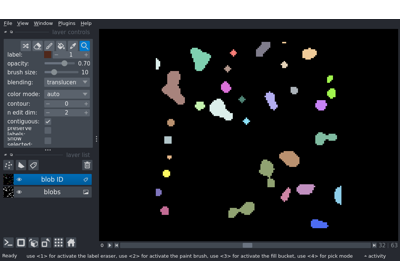 File View Window Plugins Help
layer controls
label: 1
opacity: 0.70
brush size: 10
blending: translucen
color mode: auto
contour: 0
n edit dim: 2
contiguous:
preserve labels:
show selected:
layer list
blob ID
blobs
0 32 63
Ready use <1> for activate the label eraser, use <2> for activate the paint brush, use <3> for activate the fill bucket, use <4> for pick mode activity